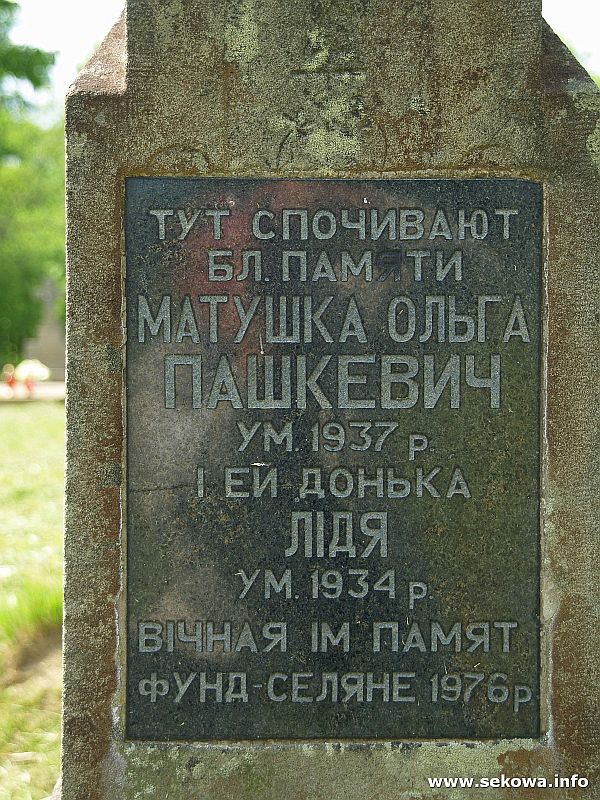 ТУТ СПОЧИВАЮТ
БЛ. ПАМЯТИ
МАТУШКА ОЛЬГА
ПАШКЕВИЧ
УМ. 1937 р.
І ЕЙ ДОНЬКА
ЛІДЯ
УМ. 1934 р.
ВІЧНАЯ ІМ ПАМЯТ
ФУНД-СЕЛЯНЕ 1976 р
www.sekowa.info